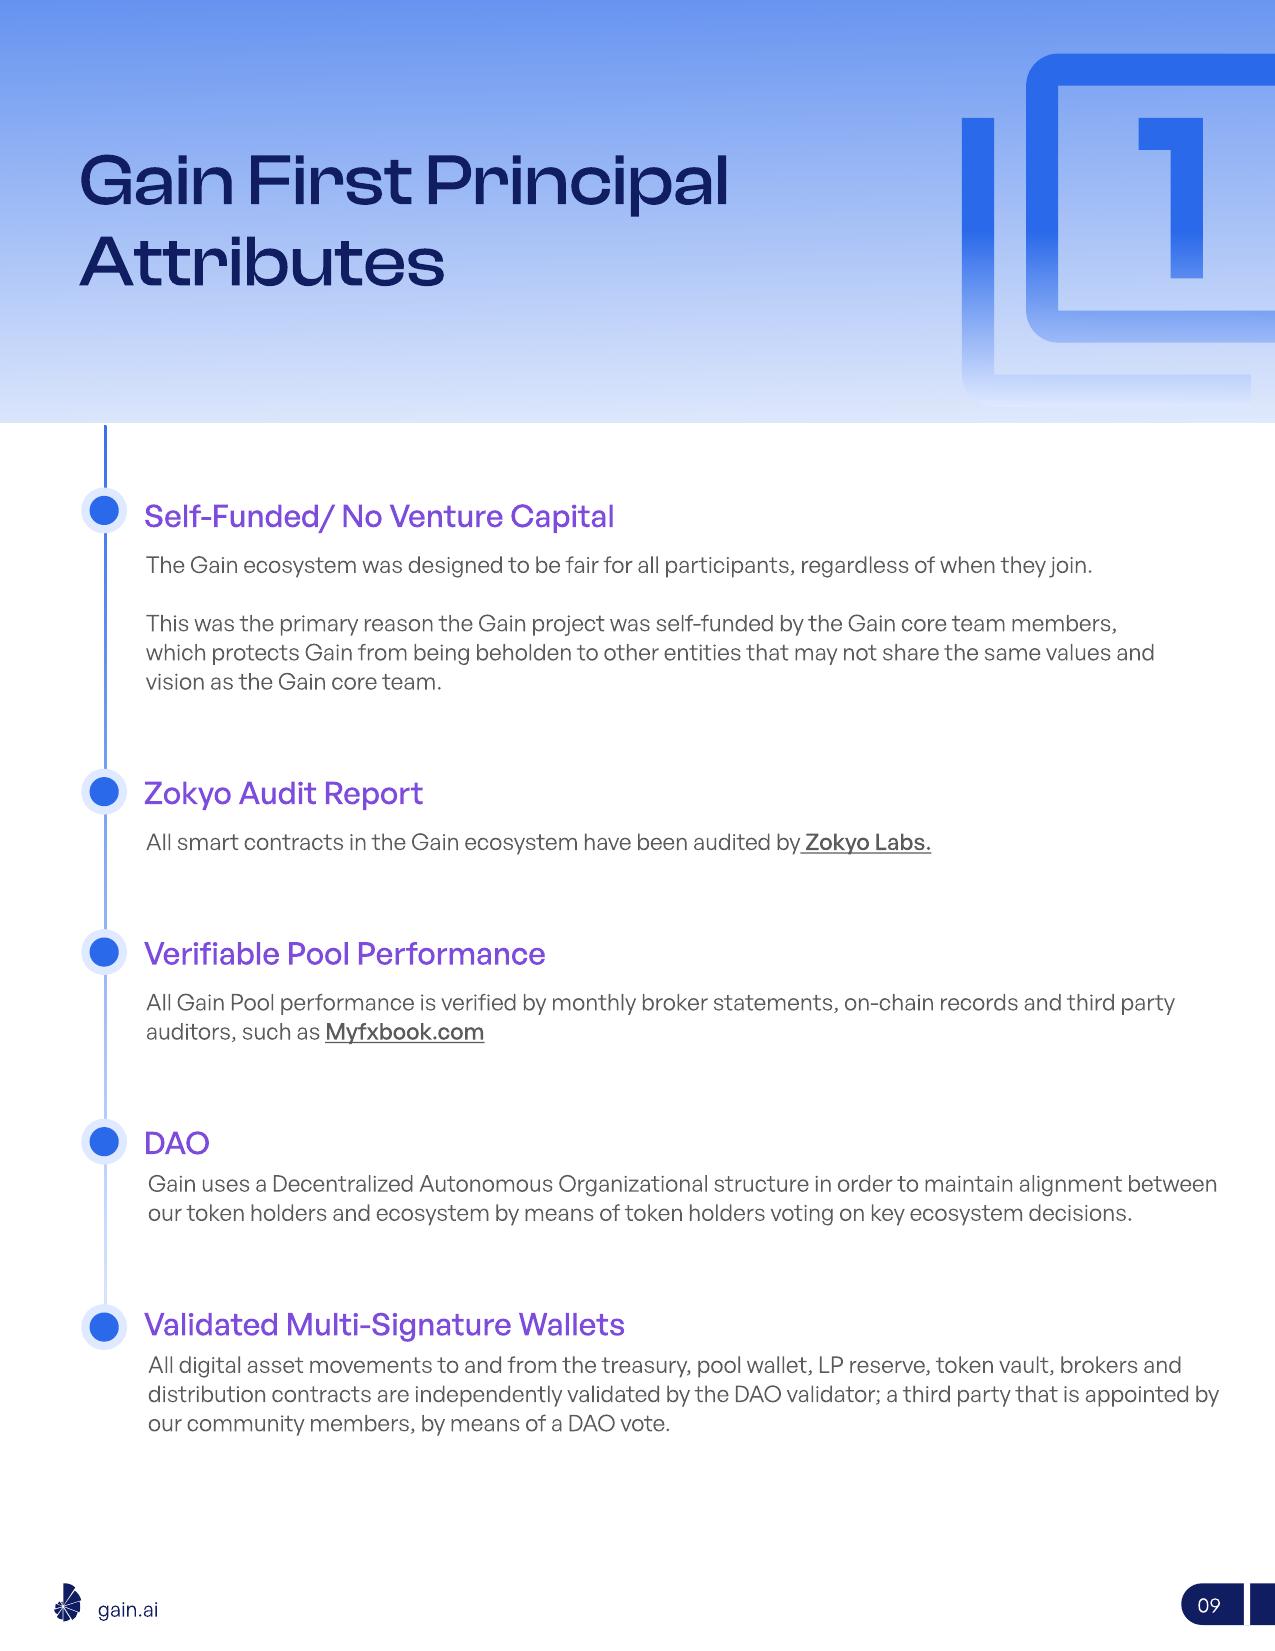 1
Gain First Principal
Attributes
Self-Funded/ No Venture Capital
The Gain ecosystem was designed to be fair for all participants, regardless of when they join.
This was the primary reason the Gain project was self-funded by the Gain core team members,
which protects Gain from being beholden to other entities that may not share the same values and
vision as the Gain core team.
Zokyo Audit Report
All smart contracts in the Gain ecosystem have been audited by Zokyo Labs.
Verifiable Pool Performance
All Gain Pool performance is verified by monthly broker statements, on-chain records and third party
auditors, such as Myfxbook.com
DAO
Gain uses a Decentralized Autonomous Organizational structure in order to maintain alignment between
our token holders and ecosystem by means of token holders voting on key ecosystem decisions.
Validated Multi-Signature Wallets
All digital asset movements to and from the treasury, pool wallet, LP reserve, token vault, brokers and
distribution contracts are independently validated by the DAO validator; a third party that is appointed by
our community members, by means of a DAO vote.
gain.ai
09